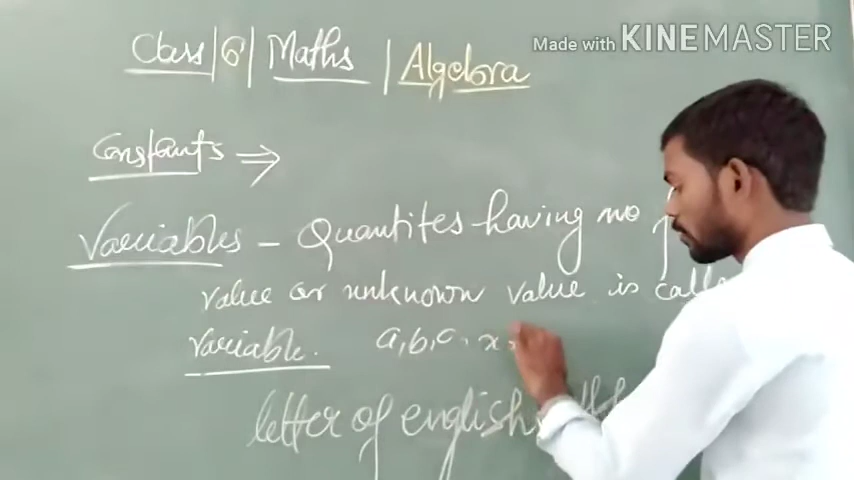 Made with KINEMASTER
Class | 6 | Maths | Algebra
Constants ⇒
Variables - Quantites having no
value or unknown value is
variable. a, b, c, x
letter of english